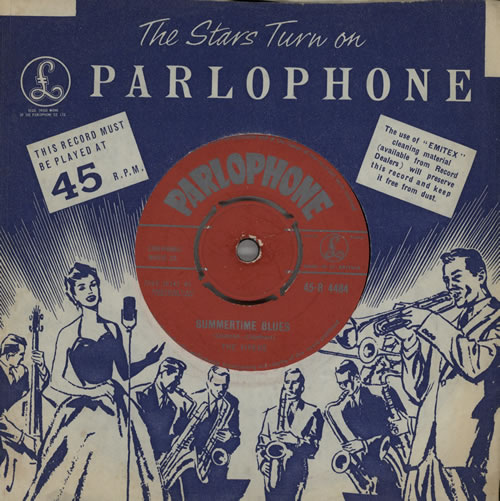 The Stars Turn on
PARLOPHONE
THIS RECORD MUST
BE PLAYED AT
45 R.P.M.
The use of "EMITEX"
cleaning material
(available from Record
Dealers) will preserve
this record and keep
it free from dust.
PARLOPHONE
45-R 4484
SUMMERTIME BLUES